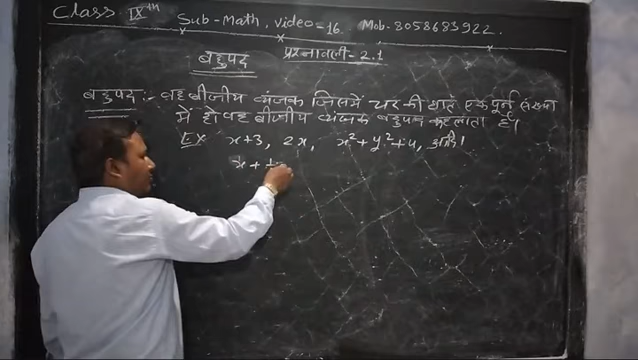 Class IXth Sub-Math, video=16. Mob. 8058683922.
बहुपद प्रश्नावली-2.1
बहुपद :- वह बीजीय व्यंजक जिसमें चर की घात एक पूर्ण संख्या
में हो वह बीजीय व्यंजक बहुपद कहलाता है।
Ex x+3, 2x, x²+y²+4, आदि।
x +